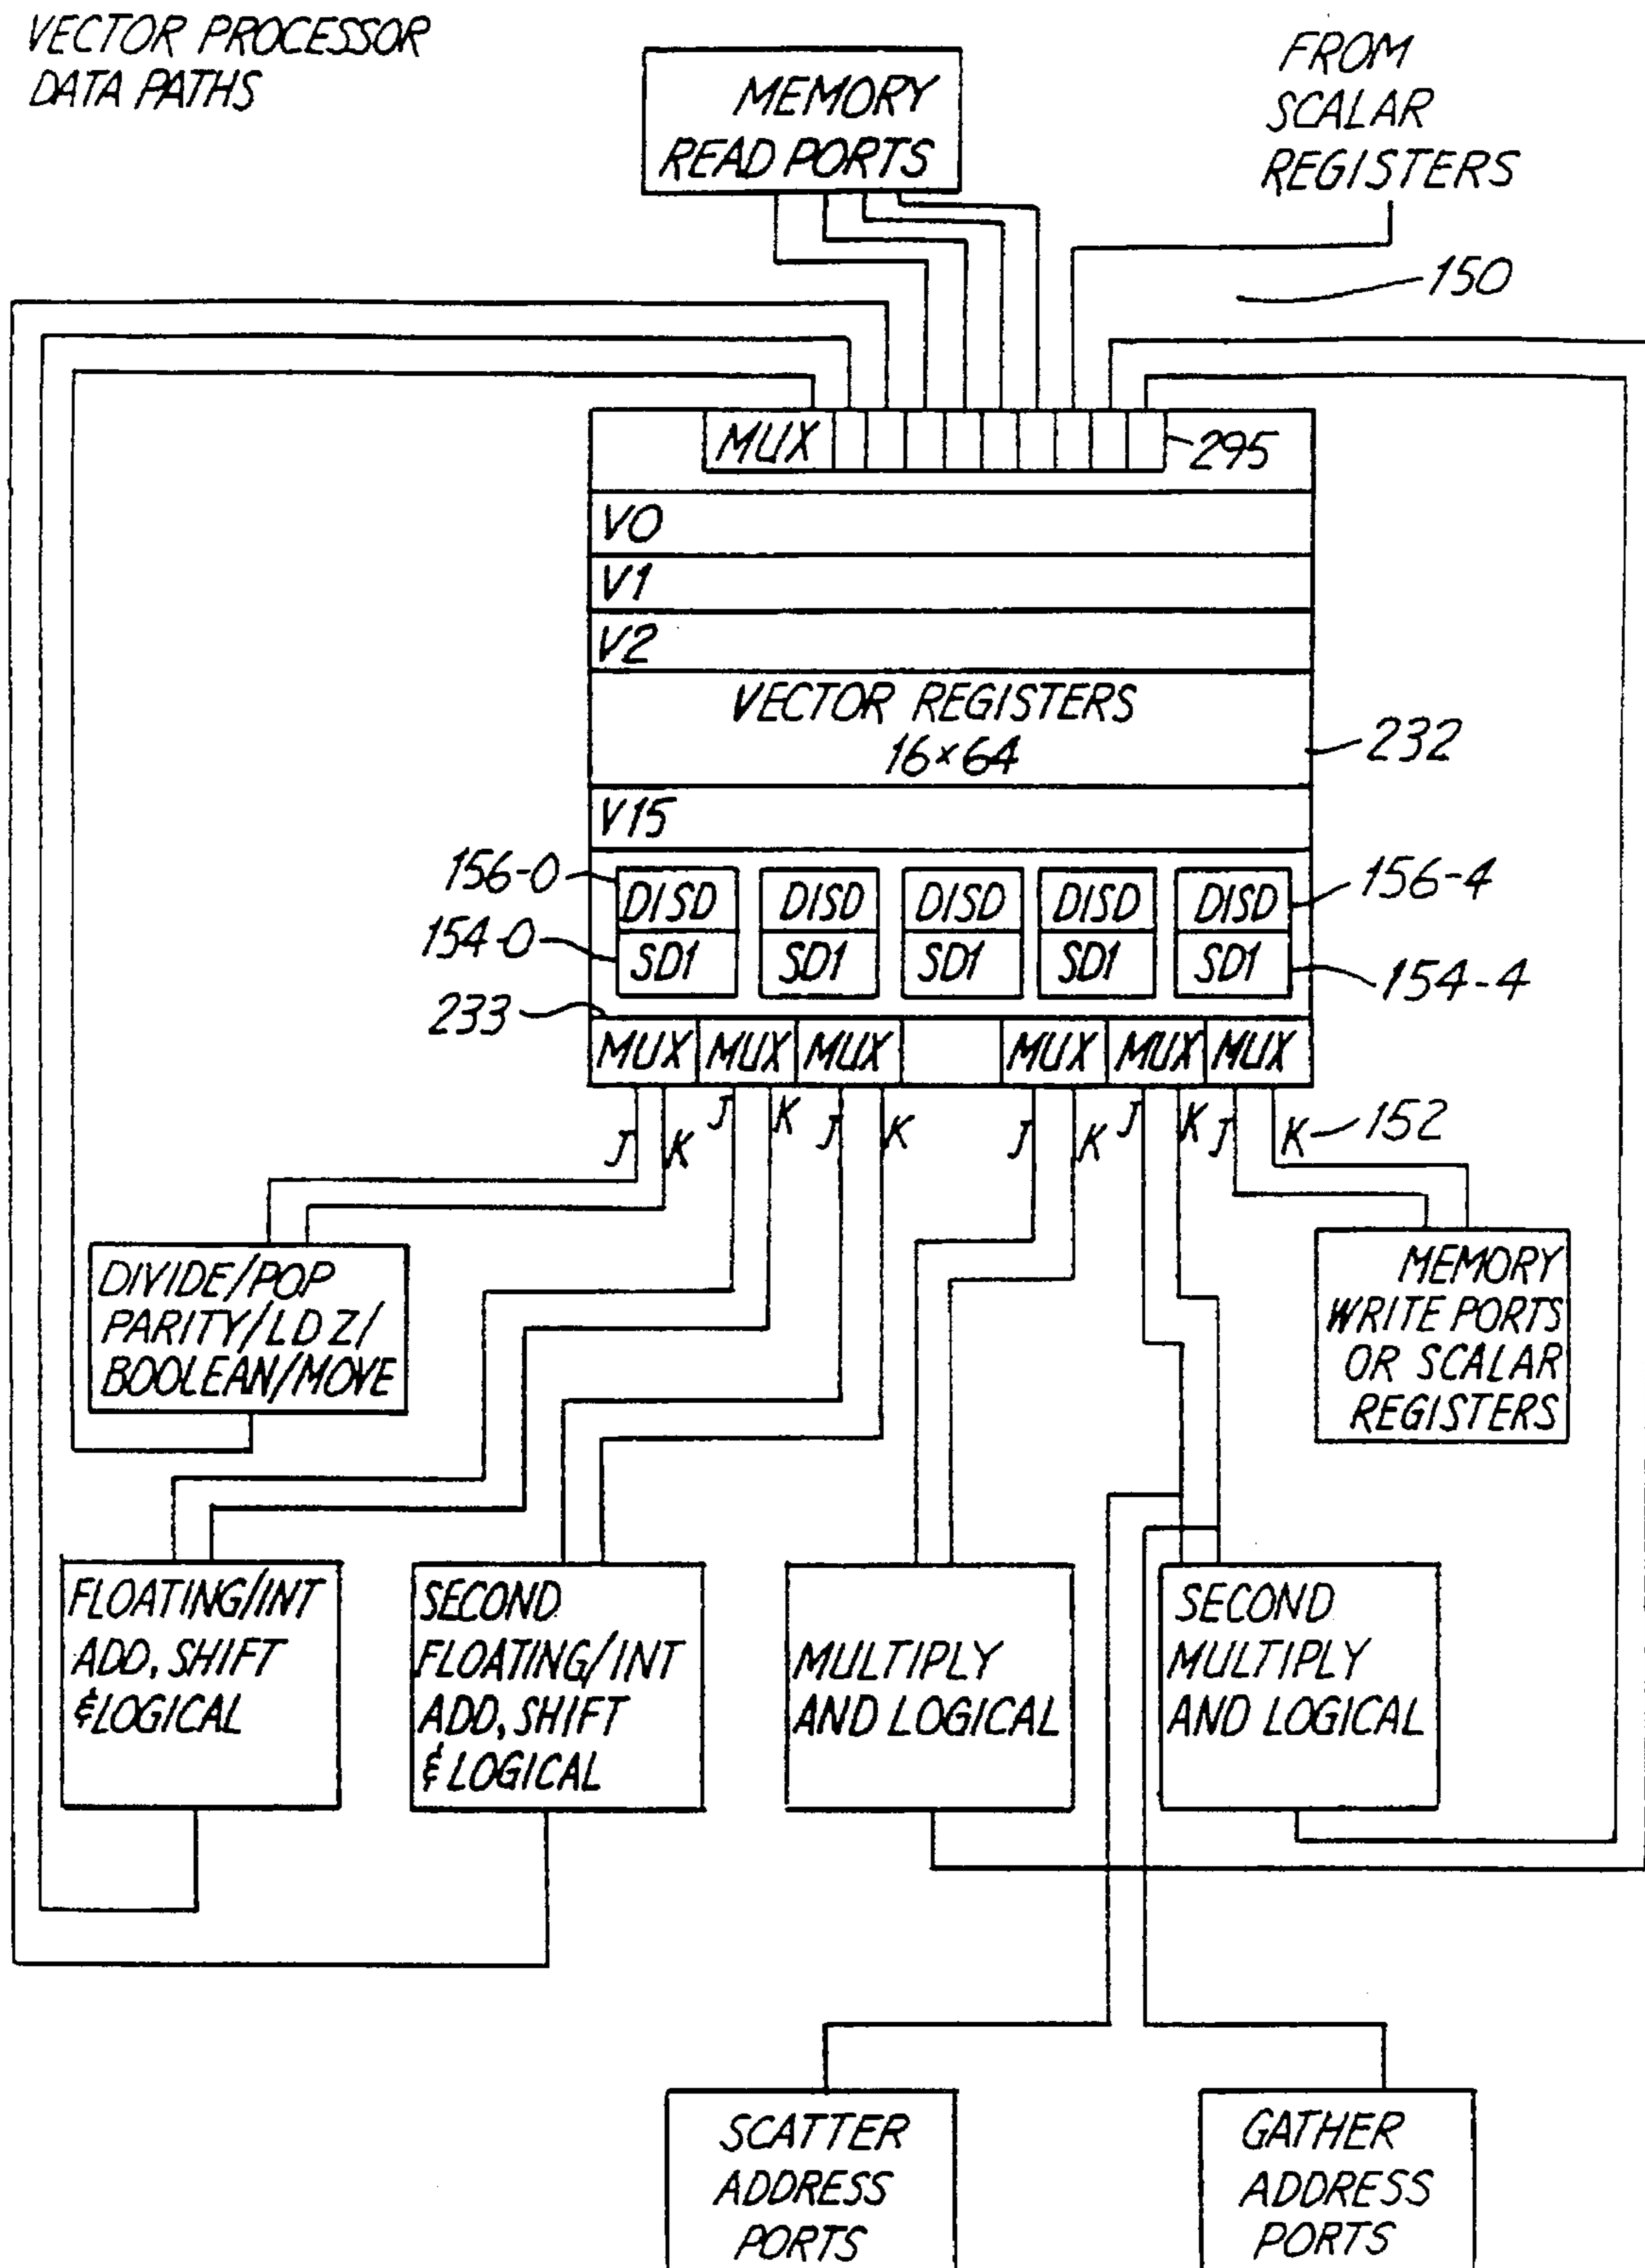 VECTOR PROCESSOR
DATA PATHS
MEMORY
READ PORTS
FROM
SCALAR
REGISTERS
150
MUX
295
V0
V1
V2
VECTOR REGISTERS
16×64
232
V15
156-0
DISD DISD DISD DISD DISD
156-4
154-0
SD1 SD1 SD1 SD1 SD1
154-4
233
MUX MUX MUX MUX MUX MUX
J K J K J K J K J K J K
152
DIVIDE/POP
PARITY/LDZ/
BOOLEAN/MOVE
MEMORY
WRITE PORTS
OR SCALAR
REGISTERS
FLOATING/INT
ADD, SHIFT
&LOGICAL
SECOND
FLOATING/INT
ADD, SHIFT
& LOGICAL
MULTIPLY
AND LOGICAL
SECOND
MULTIPLY
AND LOGICAL
SCATTER
ADDRESS
PORTS
GATHER
ADDRESS
PORTS